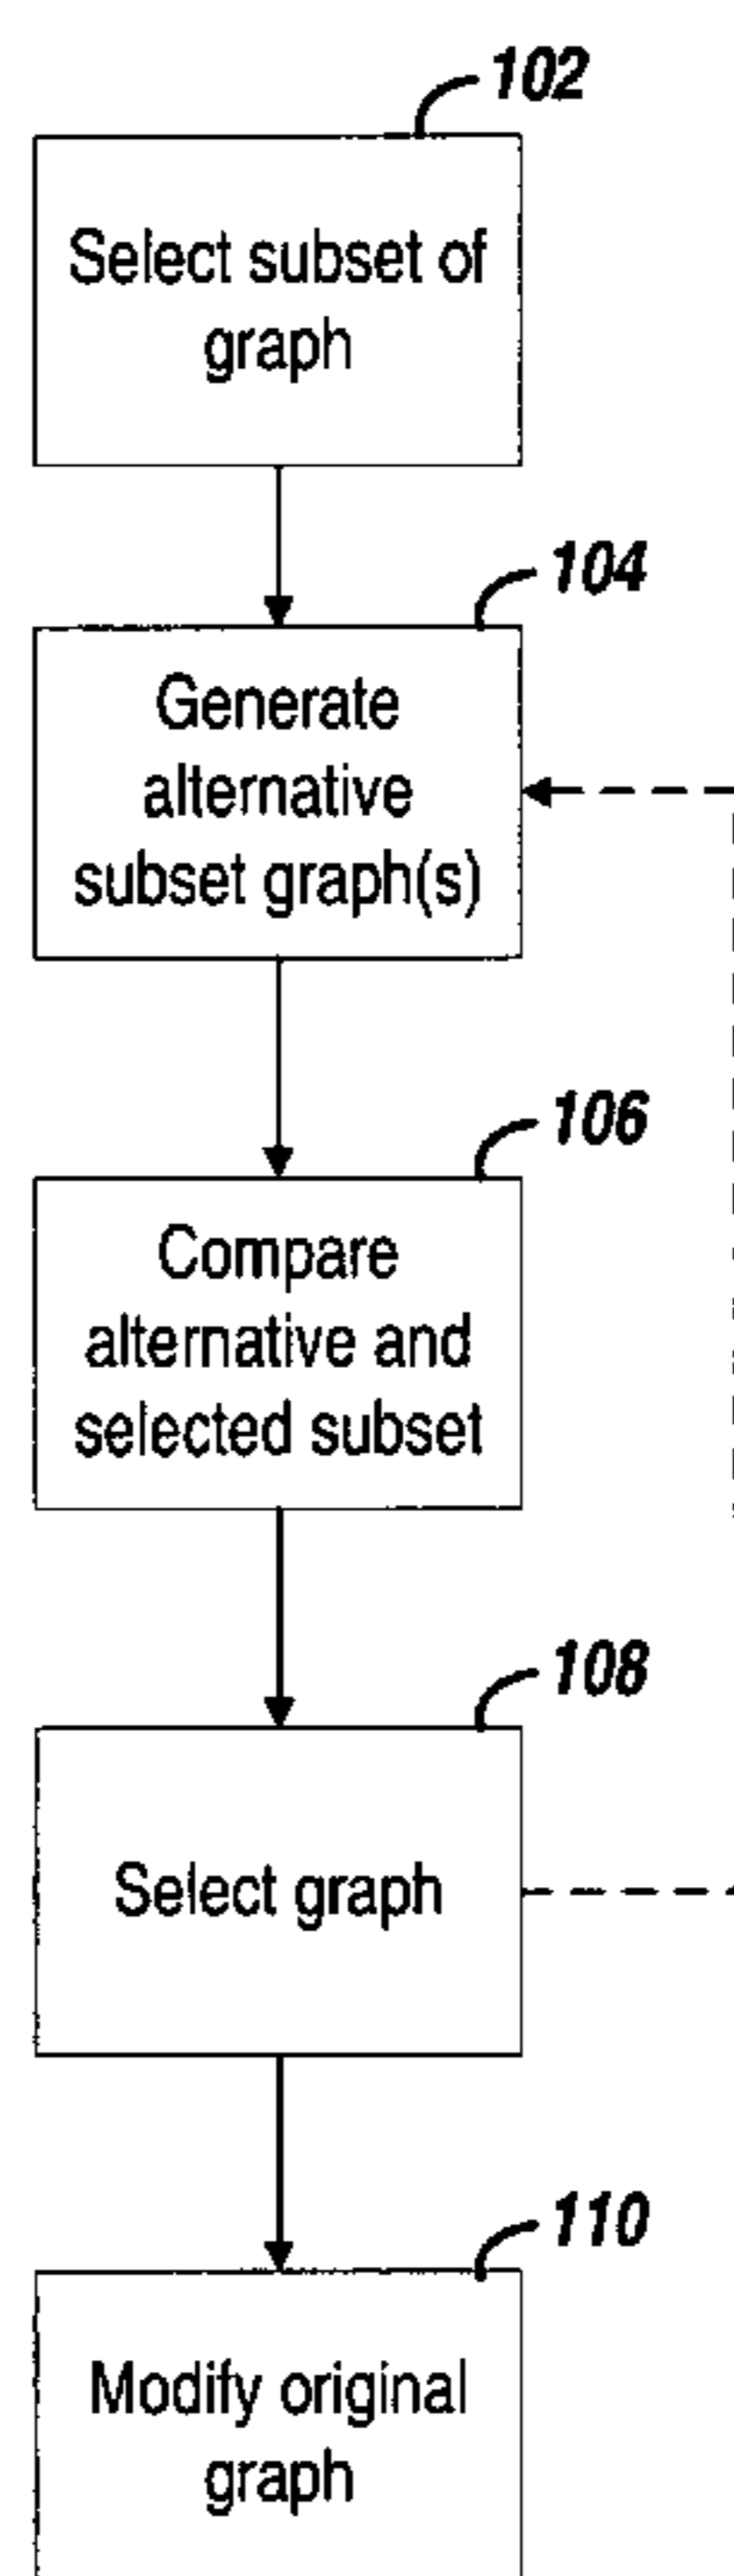 102
Select subset of
graph
104
Generate
alternative
subset graph(s)
106
Compare
alternative and
selected subset
108
Select graph
110
Modify original
graph